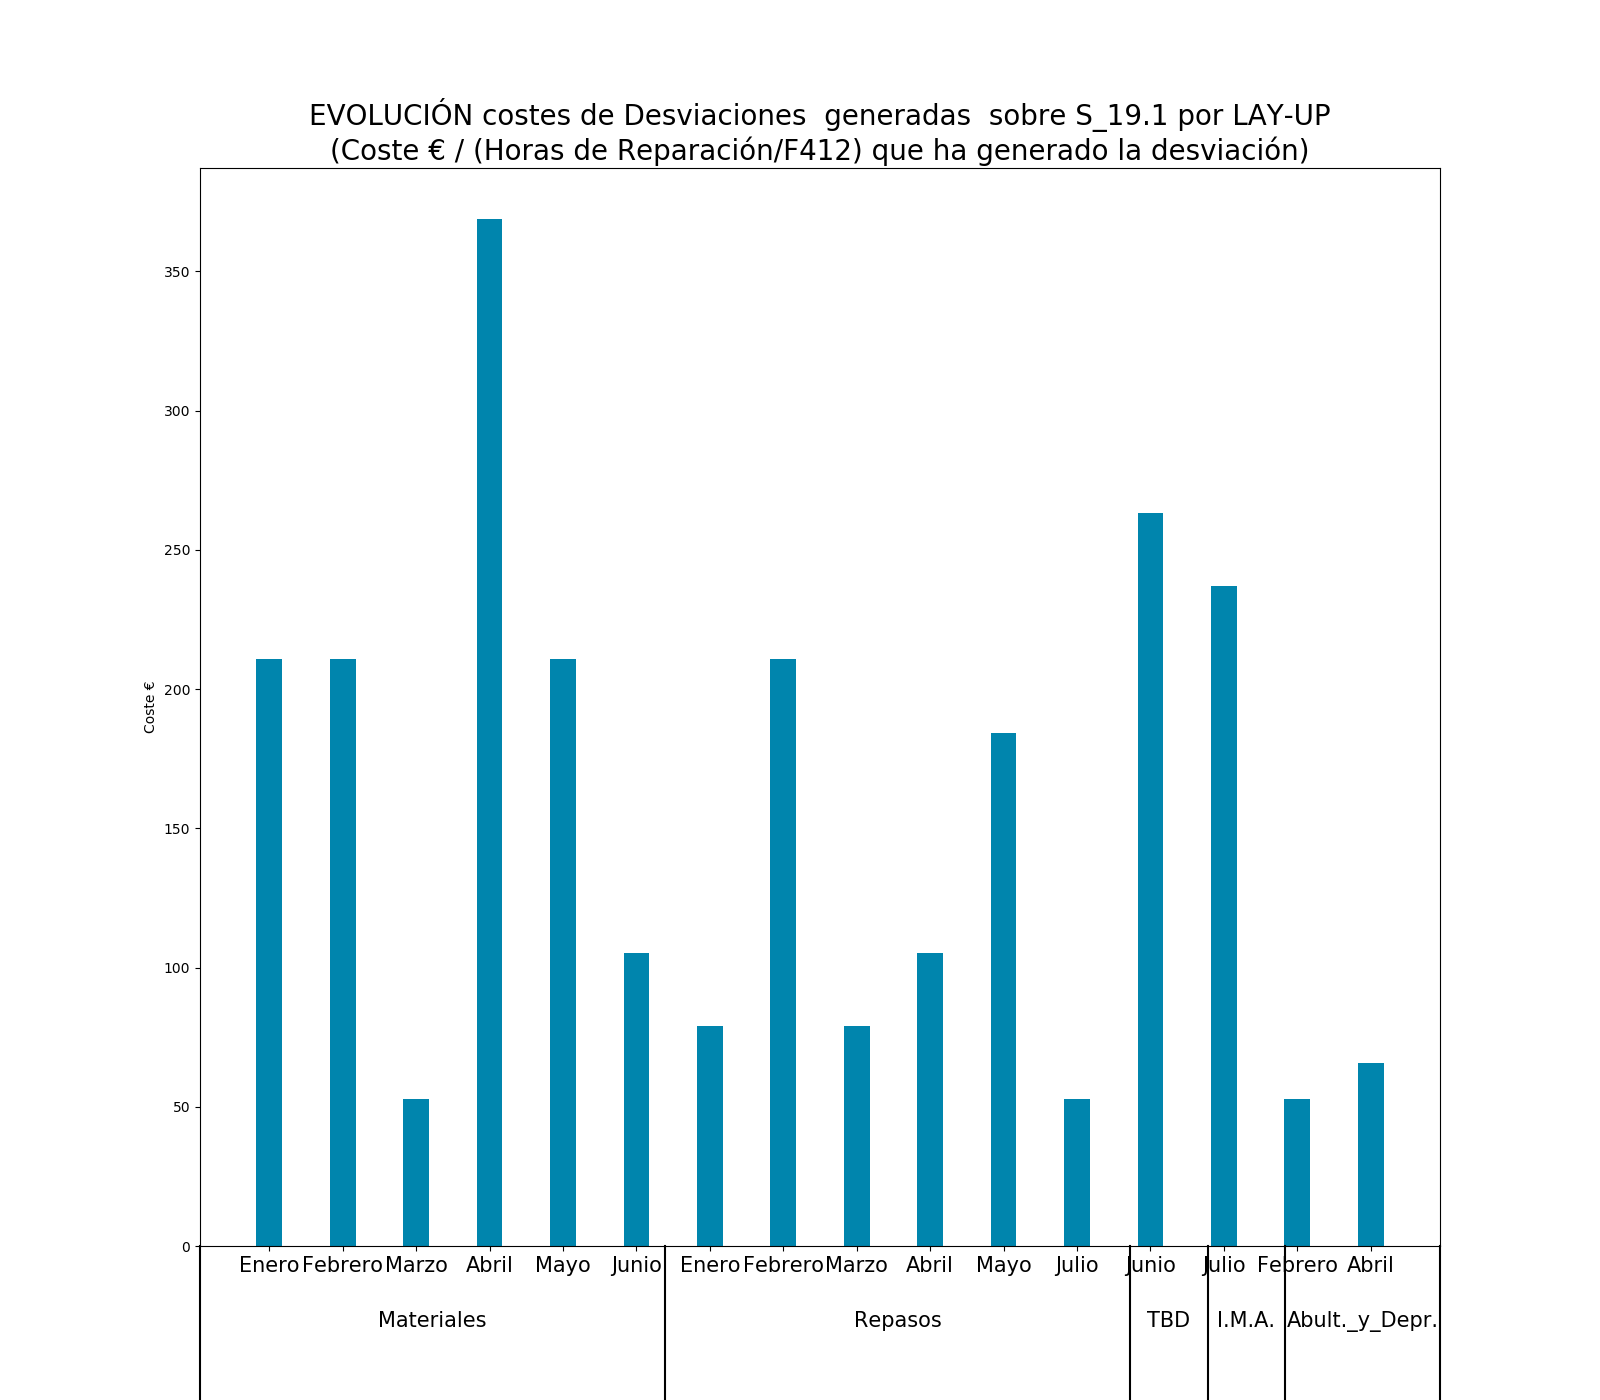 EVOLUCIÓN costes de Desviaciones  generadas  sobre S_19.1 por LAY-UP
(Coste € / (Horas de Reparación/F412) que ha generado la desviación)
350
300
250
200
150
100
50
0
Coste €
Enero Febrero Marzo Abril Mayo Junio Enero Febrero Marzo Abril Mayo Julio Junio Julio Febrero Abril
Materiales Repasos TBD I.M.A. Abult._y_Depr.